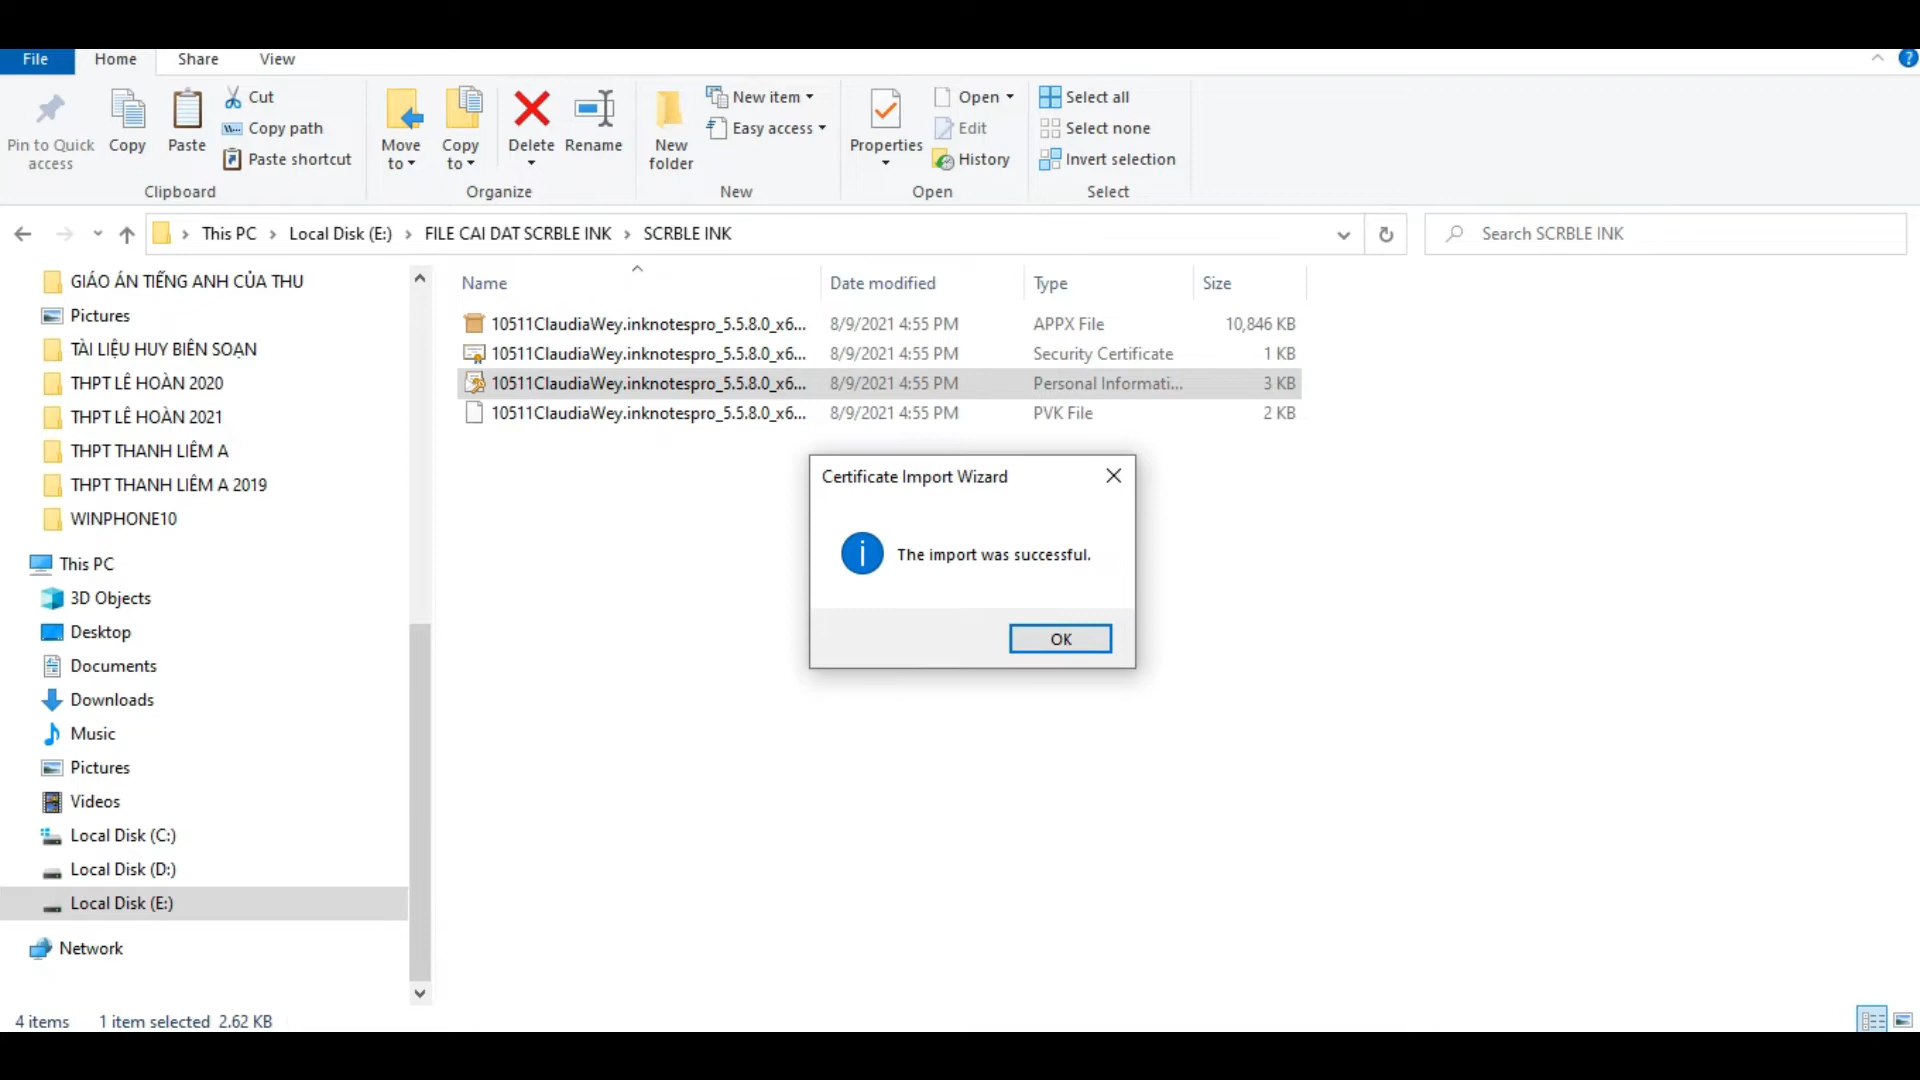 File Home Share View
Pin to Quick access
Copy
Paste
Cut
Copy path
Paste shortcut
Clipboard
Move to
Copy to
Delete
Rename
Organize
New folder
New item
Easy access
New
Properties
Open
Edit
History
Open
Select all
Select none
Invert selection
Select
This PC > Local Disk (E:) > FILE CAI DAT SCRBLE INK > SCRBLE INK
Search SCRBLE INK
GIÁO ÁN TIẾNG ANH CỦA THU
Pictures
TÀI LIỆU HUY BIÊN SOẠN
THPT LÊ HOÀN 2020
THPT LÊ HOÀN 2021
THPT THANH LIÊM A
THPT THANH LIÊM A 2019
WINPHONE10
This PC
3D Objects
Desktop
Documents
Downloads
Music
Pictures
Videos
Local Disk (C:)
Local Disk (D:)
Local Disk (E:)
Network
Name Date modified Type Size
10511ClaudiaWey.inknotespro_5.5.8.0_x6... 8/9/2021 4:55 PM APPX File 10,846 KB
10511ClaudiaWey.inknotespro_5.5.8.0_x6... 8/9/2021 4:55 PM Security Certificate 1 KB
10511ClaudiaWey.inknotespro_5.5.8.0_x6... 8/9/2021 4:55 PM Personal Informati... 3 KB
10511ClaudiaWey.inknotespro_5.5.8.0_x6... 8/9/2021 4:55 PM PVK File 2 KB
Certificate Import Wizard
The import was successful.
OK
4 items 1 item selected 2.62 KB